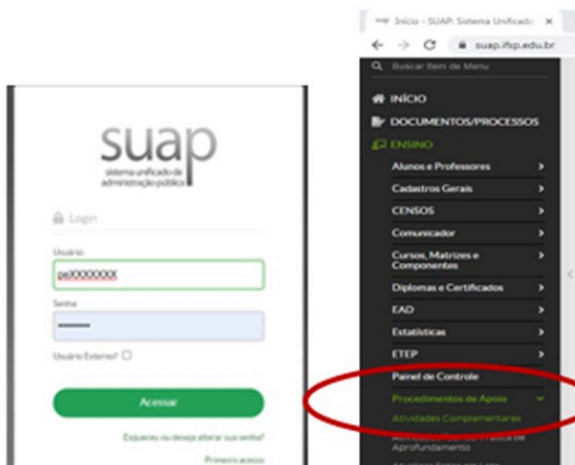 suap
sistema unificado de
administração pública
Login
Usuário
Senha
Usuário Externo?
Acessar
Esqueceu ou deseja alterar sua senha?
Primeiro acesso
Início - SUAP: Sistema Unificado
suap.ifsp.edu.br
Buscar Item de Menu
INÍCIO
DOCUMENTOS/PROCESSOS
ENSINO
Alunos e Professores
Cadastros Gerais
CENSOS
Comunicador
Cursos, Matrizes e
Componentes
Diplomas e Certificados
EAD
Estatísticas
ETEP
Painel de Controle
Procedimentos de Apoio
Atividades Complementares
Aprofundamento